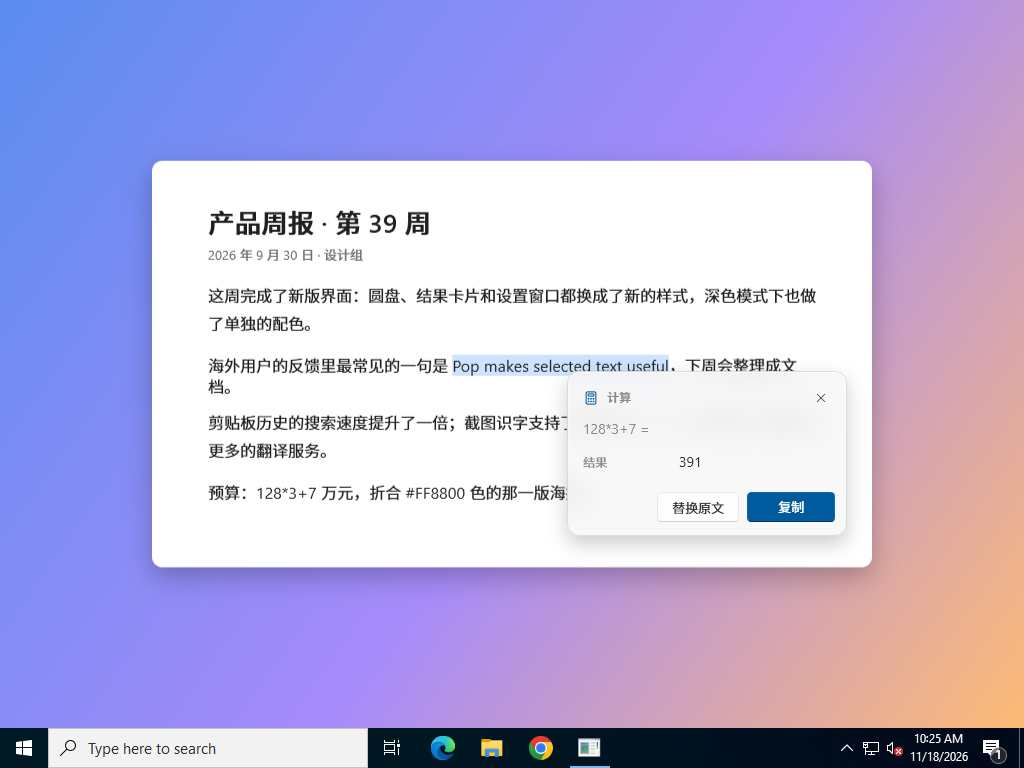 产品周报 · 第 39 周
2026 年 9 月 30 日 · 设计组
这周完成了新版界面：圆盘、结果卡片和设置窗口都换成了新的样式，深色模式下也做
了单独的配色。
海外用户的反馈里最常见的一句是 Pop makes selected text useful，下周会整理成文
档。
剪贴板历史的搜索速度提升了一倍；截图识字支持了
更多的翻译服务。
预算：128*3+7 万元，折合 #FF8800 色的那一版海
计算
128*3+7 =
结果 391
替换原文 复制
Type here to search
10:25 AM
11/18/2026
1